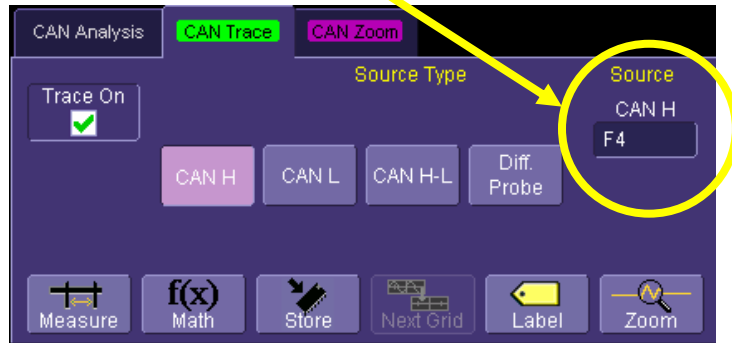 CAN Analysis
CAN Trace
CAN Zoom
Source Type
Source
Trace On
CAN H
F4
CAN H
CAN L
CAN H-L
Diff.
Probe
Measure
f(x)
Math
Store
Next Grid
Label
Zoom